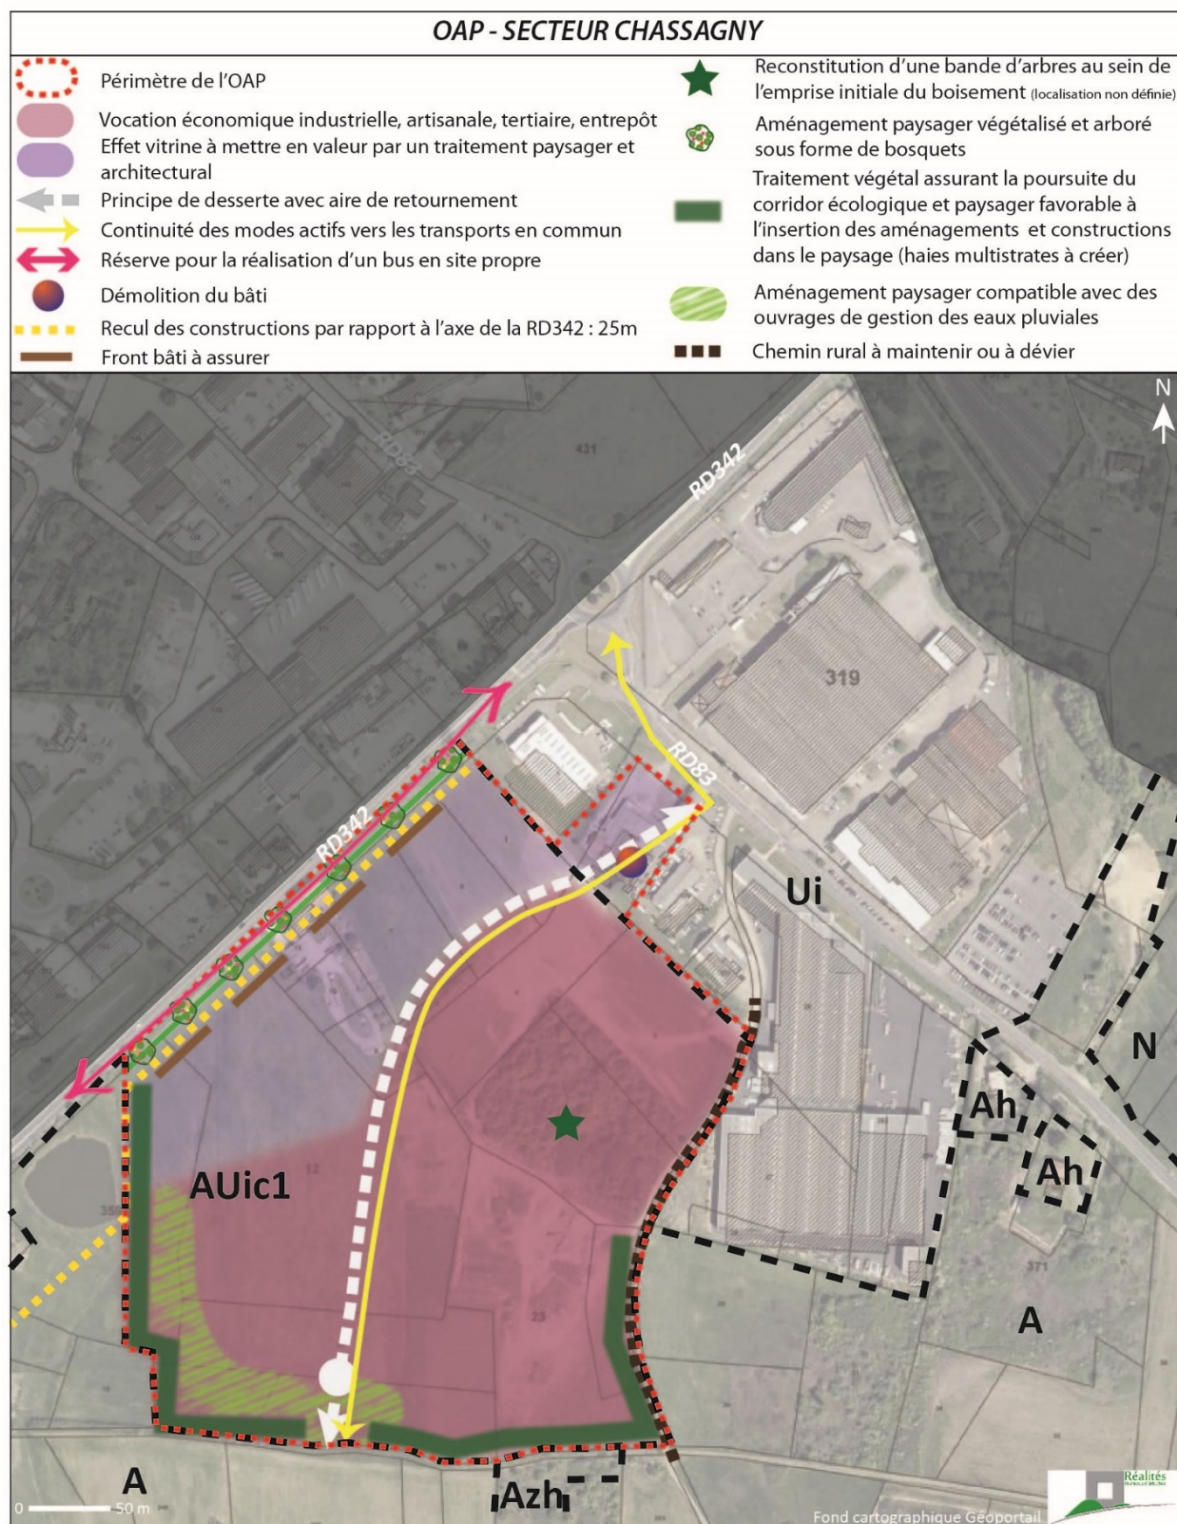 OAP - SECTEUR CHASSAGNY
Périmètre de l'OAP
Vocation économique industrielle, artisanale, tertiaire, entrepôt
Effet vitrine à mettre en valeur par un traitement paysager et
architectural
Principe de desserte avec aire de retournement
Continuité des modes actifs vers les transports en commun
Réserve pour la réalisation d'un bus en site propre
Démolition du bâti
Recul des constructions par rapport à l'axe de la RD342 : 25m
Front bâti à assurer
Reconstitution d'une bande d'arbres au sein de
l'emprise initiale du boisement (localisation non définie)
Aménagement paysager végétalisé et arboré
sous forme de bosquets
Traitement végétal assurant la poursuite du
corridor écologique et paysager favorable à
l'insertion des aménagements et constructions
dans le paysage (haies multistrates à créer)
Aménagement paysager compatible avec des
ouvrages de gestion des eaux pluviales
Chemin rural à maintenir ou à dévier
N
RD83
431
RD342
319
RD83
RD342
Ui
N
Ah
Ah
12
AUic1
371
A
23
A
Azh
0 50 m
Réalités
Fond cartographique Géoportail